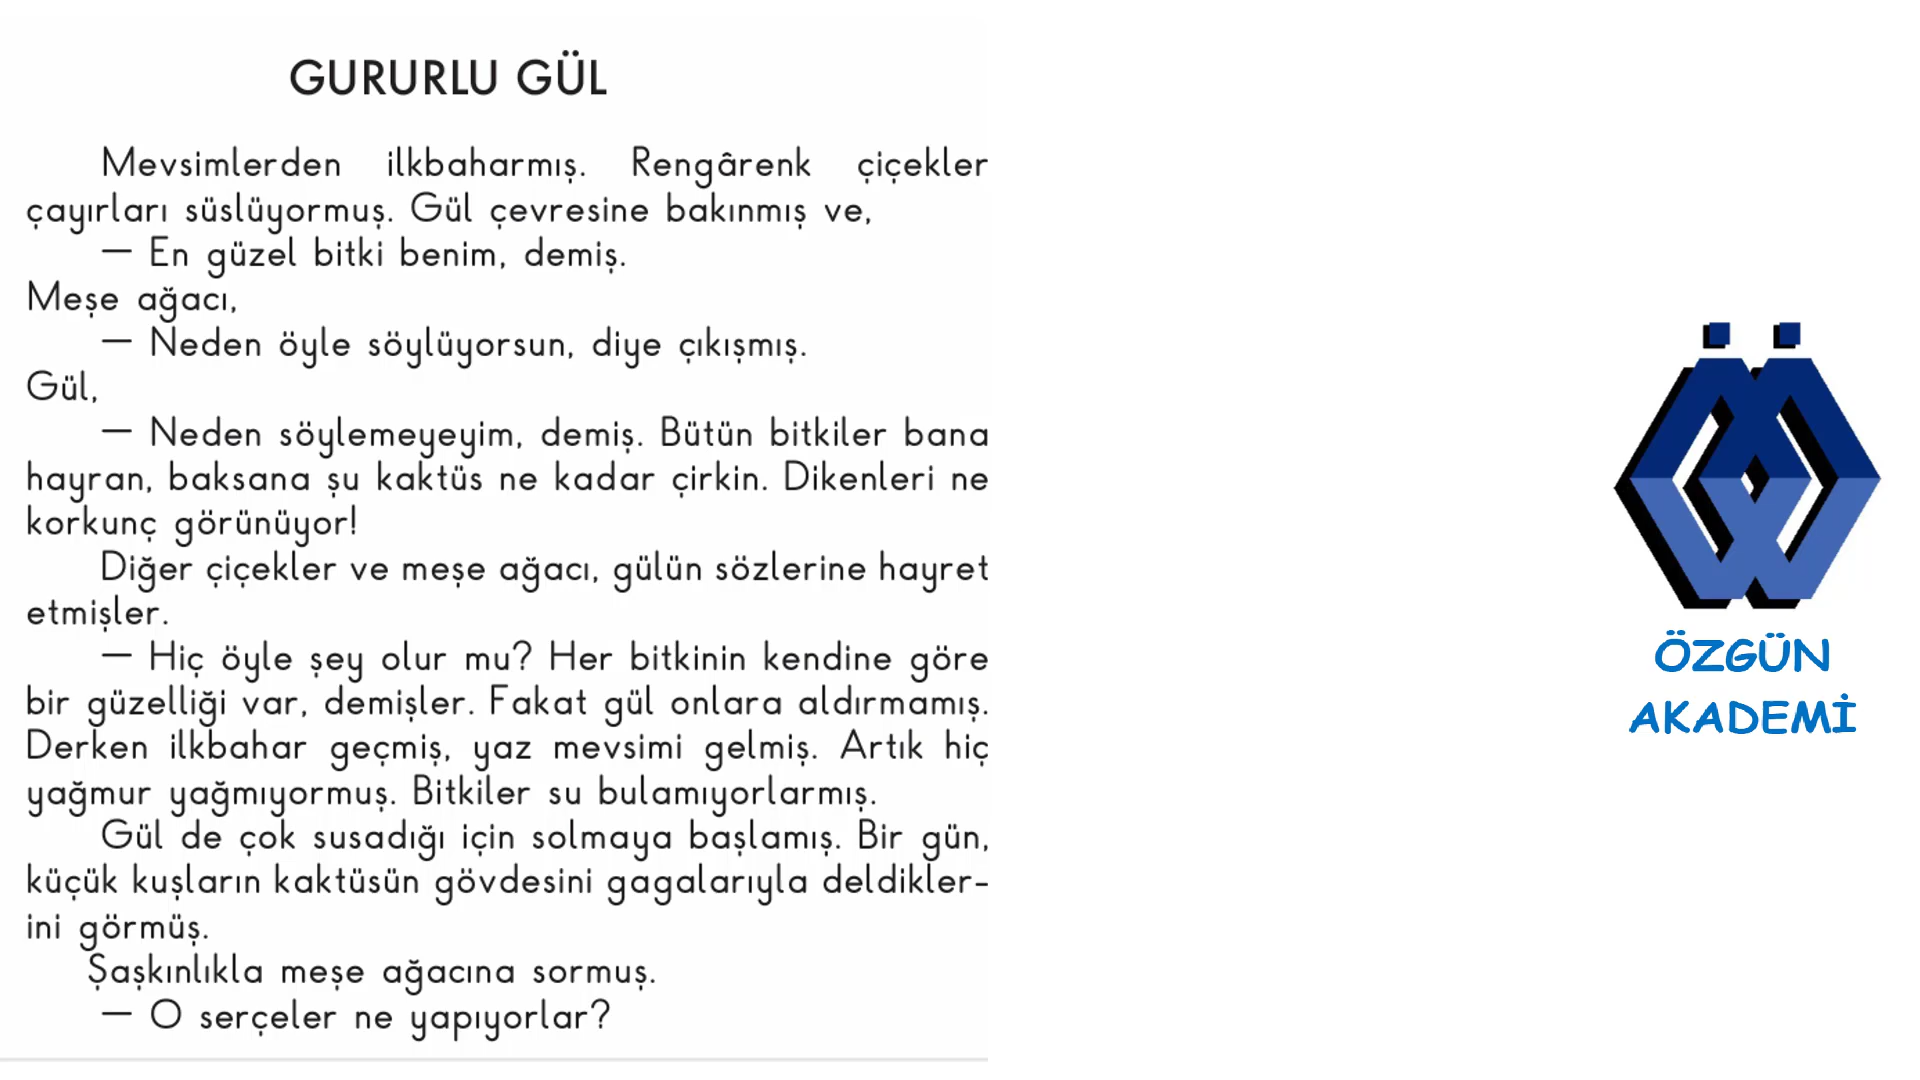 GURURLU GÜL
Mevsimlerden ilkbaharmış. Rengârenk çiçekler
çayırları süslüyormuş. Gül çevresine bakınmış ve,
— En güzel bitki benim, demiş.
Meşe ağacı,
— Neden öyle söylüyorsun, diye çıkışmış.
Gül,
— Neden söylemeyeyim, demiş. Bütün bitkiler bana
hayran, baksana şu kaktüs ne kadar çirkin. Dikenleri ne
korkunç görünüyor!
Diğer çiçekler ve meşe ağacı, gülün sözlerine hayret
etmişler.
— Hiç öyle şey olur mu? Her bitkinin kendine göre
bir güzelliği var, demişler. Fakat gül onlara aldırmamış.
Derken ilkbahar geçmiş, yaz mevsimi gelmiş. Artık hiç
yağmur yağmıyormuş. Bitkiler su bulamıyorlarmış.
Gül de çok susadığı için solmaya başlamış. Bir gün,
küçük kuşların kaktüsün gövdesini gagalarıyla deldikler-
ini görmüş.
Şaşkınlıkla meşe ağacına sormuş.
— O serçeler ne yapıyorlar?
ÖZGÜN
AKADEMİ